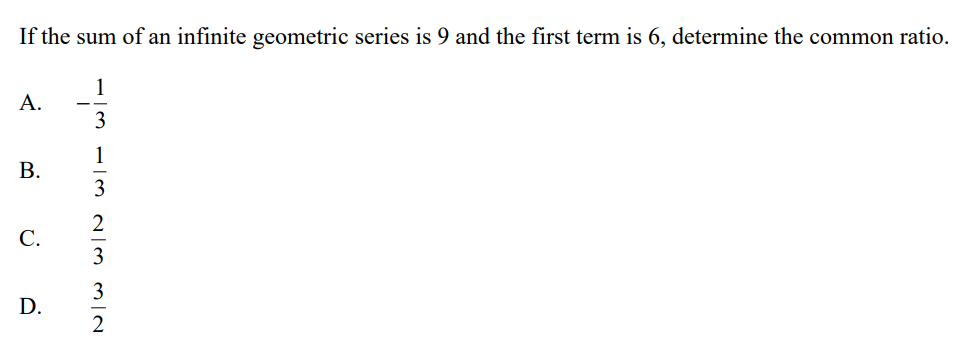 If the sum of an infinite geometric series is 9 and the first term is 6, determine the common ratio.
A. -1/3
B. 1/3
C. 2/3
D. 3/2